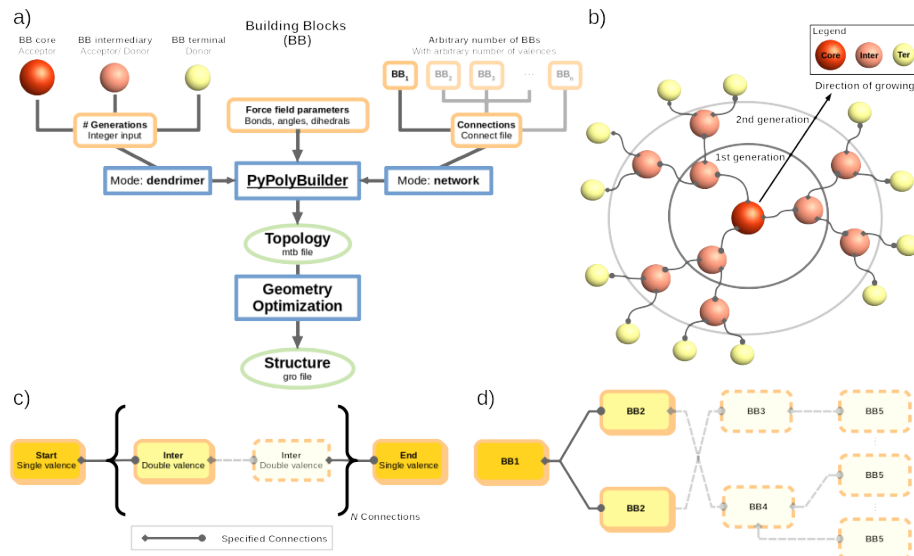 a)
Building Blocks
(BB)
BB core
Acceptor
BB intermediary
Acceptor/ Donor
BB terminal
Donor
Arbitrary number of BBs
With arbitrary number of valences
BB1
BB2
BB3
...
BBn
# Generations
Integer input
Force field parameters
Bonds, angles, dihedrals
Connections
Connect file
Mode: dendrimer
PyPolyBuilder
Mode: network
Topology
mtb file
Geometry
Optimization
Structure
gro file
b)
Legend
Core
Inter
Ter
Direction of growing
2nd generation
1st generation
c)
Start
Single valence
Inter
Double valence
Inter
Double valence
End
Single valence
N Connections
Specified Connections
d)
BB1
BB2
BB2
BB3
BB4
BB5
BB5
BB5